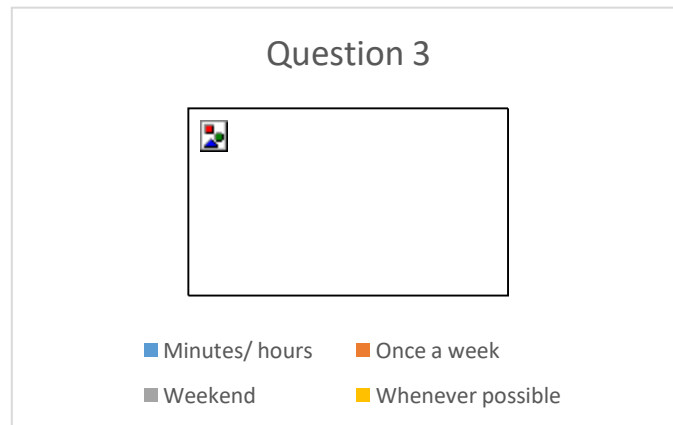 Question 3
Minutes/ hours
Once a week
Weekend
Whenever possible